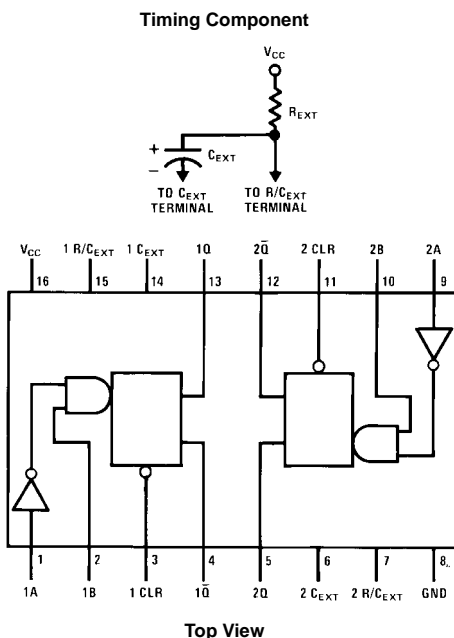 Timing Component
VCC
REXT
+
CEXT
−
TO CEXT TO R/CEXT
TERMINAL TERMINAL
VCC 1 R/CEXT 1 CEXT 1Q 2Q̅ 2 CLR 2B 2A
16 15 14 13 12 11 10 9
1 2 3 4 5 6 7 8
1A 1B 1 CLR 1Q̅ 2Q 2 CEXT 2 R/CEXT GND
Top View